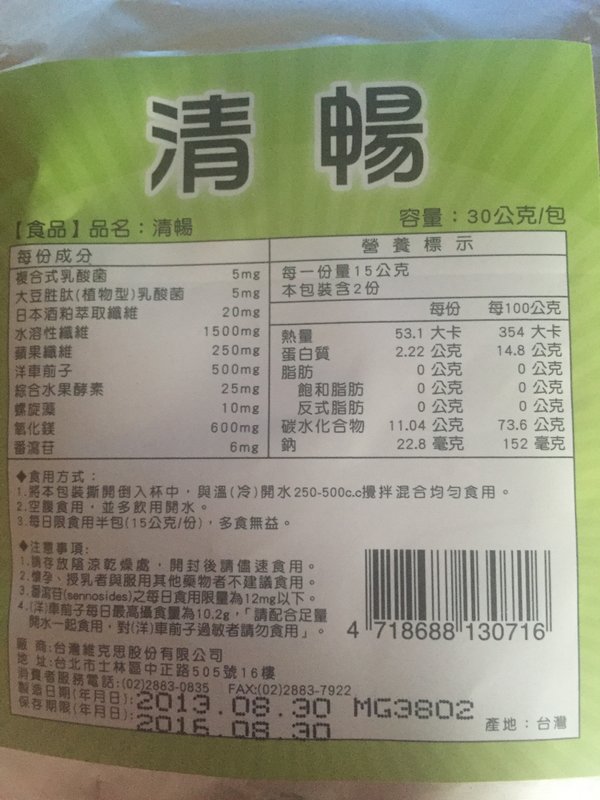 清暢
【食品】品名：清暢
容量：30公克/包
每份成分
複合式乳酸菌 5mg
大豆胜肽(植物型)乳酸菌 5mg
日本酒粕萃取纖維 20mg
水溶性纖維 1500mg
蘋果纖維 250mg
洋車前子 500mg
綜合水果酵素 25mg
螺旋藻 10mg
氧化鎂 600mg
番瀉苷 6mg
營養標示
每一份量15公克
本包裝含2份
每份 每100公克
熱量 53.1 大卡 354 大卡
蛋白質 2.22 公克 14.8 公克
脂肪 0 公克 0 公克
飽和脂肪 0 公克 0 公克
反式脂肪 0 公克 0 公克
碳水化合物 11.04 公克 73.6 公克
鈉 22.8 毫克 152 毫克
◆食用方式：
1.將本包裝撕開倒入杯中，與溫(冷)開水250-500c.c攪拌混合均勻食用。
2.空腹食用，並多飲用開水。
3.每日限食用半包(15公克/份)，多食無益。
◆注意事項：
1.請存放陰涼乾燥處，開封後請儘速食用。
2.懷孕、授乳者與服用其他藥物者不建議食用。
3.番瀉苷(sennosides)之每日食用限量為12mg以下。
4.(洋)車前子每日最高攝食量為10.2g，「請配合足量
開水一起食用，對(洋)車前子過敏者請勿食用」。
4 718688 130716
廠 商:台灣維克思股份有限公司
地 址:台北市士林區中正路505號16樓
消費者服務電話:(02)2883-0835 FAX:(02)2883-7922
製造日期(年月日):2013.08.30 MG3802
保存期限(年月日):2016.08.30
產地：台灣